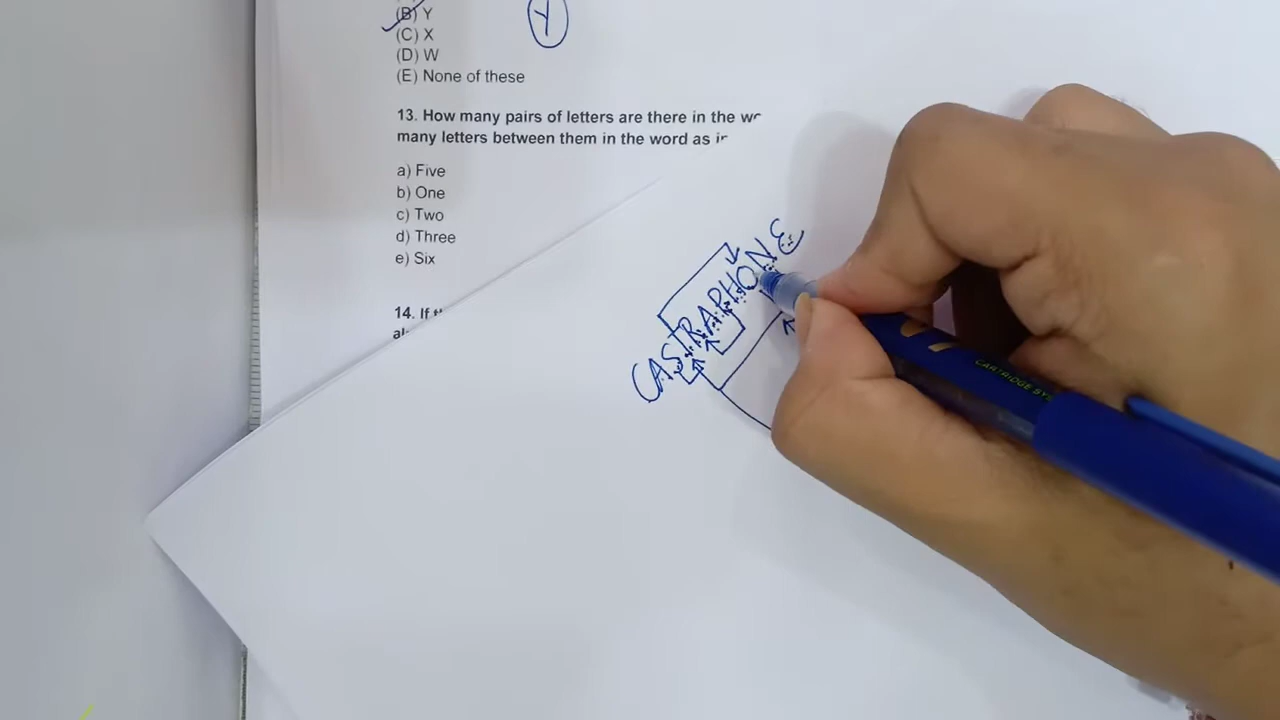 (B) Y
Y
(C) X
(D) W
(E) None of these
13. How many pairs of letters are there in the
many letters between them in the word as
a) Five
b) One
c) Two
d) Three
e) Six
14. If
CASTRAPHONE
CARTRIDGE